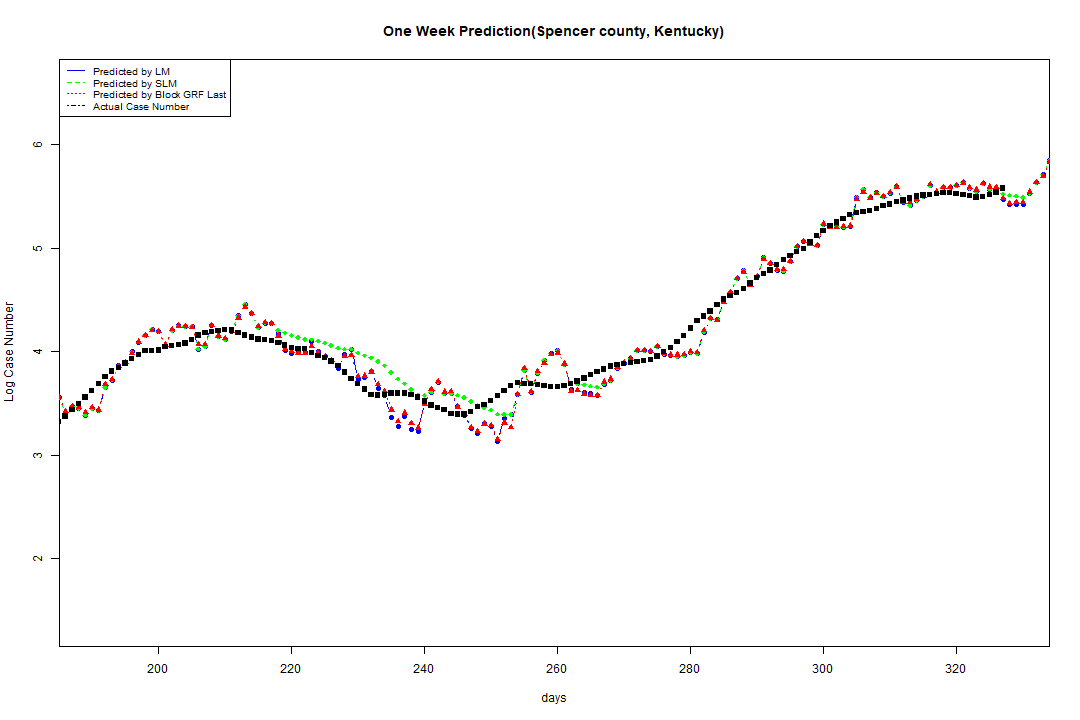 One Week Prediction(Spencer county, Kentucky)
Predicted by LM
Predicted by SLM
Predicted by Block GRF Last
Actual Case Number
Log Case Number
6
5
4
3
2
200 220 240 260 280 300 320
days